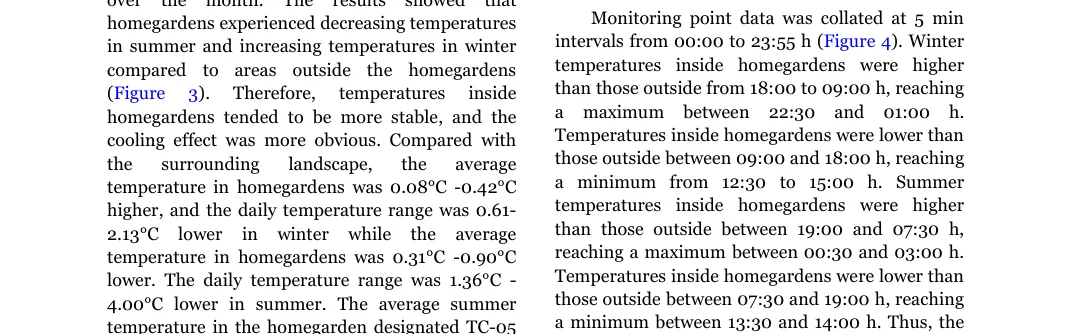 over the month. The results showed that
homegardens experienced decreasing temperatures
in summer and increasing temperatures in winter
compared to areas outside the homegardens
(Figure 3). Therefore, temperatures inside
homegardens tended to be more stable, and the
cooling effect was more obvious. Compared with
the surrounding landscape, the average
temperature in homegardens was 0.08°C -0.42°C
higher, and the daily temperature range was 0.61-
2.13°C lower in winter while the average
temperature in homegardens was 0.31°C -0.90°C
lower. The daily temperature range was 1.36°C -
4.00°C lower in summer. The average summer
temperature in the homegarden designated TC-05
Monitoring point data was collated at 5 min
intervals from 00:00 to 23:55 h (Figure 4). Winter
temperatures inside homegardens were higher
than those outside from 18:00 to 09:00 h, reaching
a maximum between 22:30 and 01:00 h.
Temperatures inside homegardens were lower than
those outside between 09:00 and 18:00 h, reaching
a minimum from 12:30 to 15:00 h. Summer
temperatures inside homegardens were higher
than those outside between 19:00 and 07:30 h,
reaching a maximum between 00:30 and 03:00 h.
Temperatures inside homegardens were lower than
those outside between 07:30 and 19:00 h, reaching
a minimum between 13:30 and 14:00 h. Thus, the